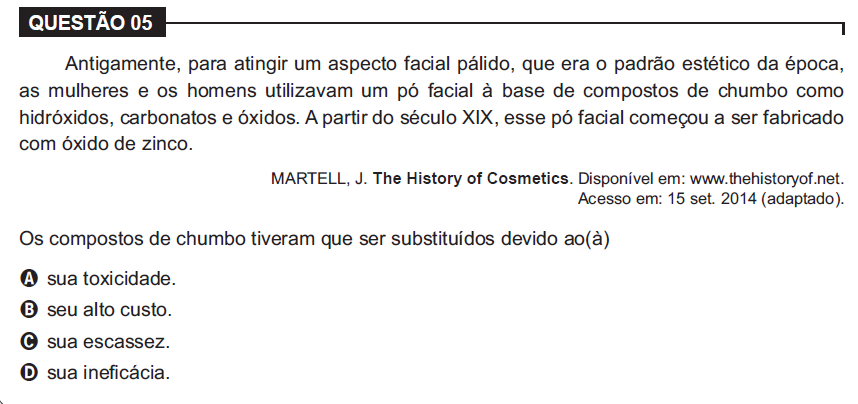 QUESTÃO 05
Antigamente, para atingir um aspecto facial pálido, que era o padrão estético da época,
as mulheres e os homens utilizavam um pó facial à base de compostos de chumbo como
hidróxidos, carbonatos e óxidos. A partir do século XIX, esse pó facial começou a ser fabricado
com óxido de zinco.
MARTELL, J. The History of Cosmetics. Disponível em: www.thehistoryof.net.
Acesso em: 15 set. 2014 (adaptado).
Os compostos de chumbo tiveram que ser substituídos devido ao(à)
A sua toxicidade.
B seu alto custo.
C sua escassez.
D sua ineficácia.